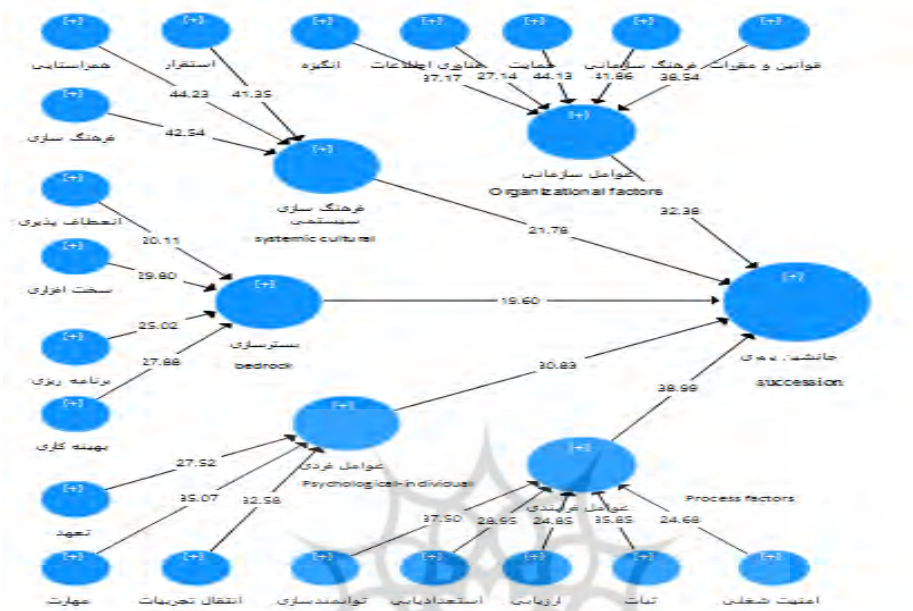 [+] [+] [+] [+] [+] [+] [+]
همراستایی استقرار انگیزه فناوری اطلاعات حمایت فرهنگ سازمانی قوانین و مقررات
37.17 27.14 44.13 41.86 38.54
44.23 41.35
[+]
فرهنگ سازی
42.54
[+]
عوامل سازمانی
Organizational factors
32.38
[+]
فرهنگ سازی
سیستمی
systemic cultural
21.78
[+]
انعطاف پذیری
20.11
[+]
سخت افزاری
29.80
[+]
بسترسازی
bedrock
19.60
[+]
succession
[+]
برنامه ریزی
25.02
27.88
[+]
بهینه کاری
30.83
38.99
[+]
عوامل فردی
Psychological-individual
27.52
[+]
تعهد
35.07
32.58
[+]
عوامل فرایندی
Process factors
37.50 28.95 24.85 35.85 24.68
[+] [+] [+] [+] [+] [+] [+]
مهارت انتقال تجربیات توانمندسازی استعدادیابی ارزیابی ثبات امنیت شغلی